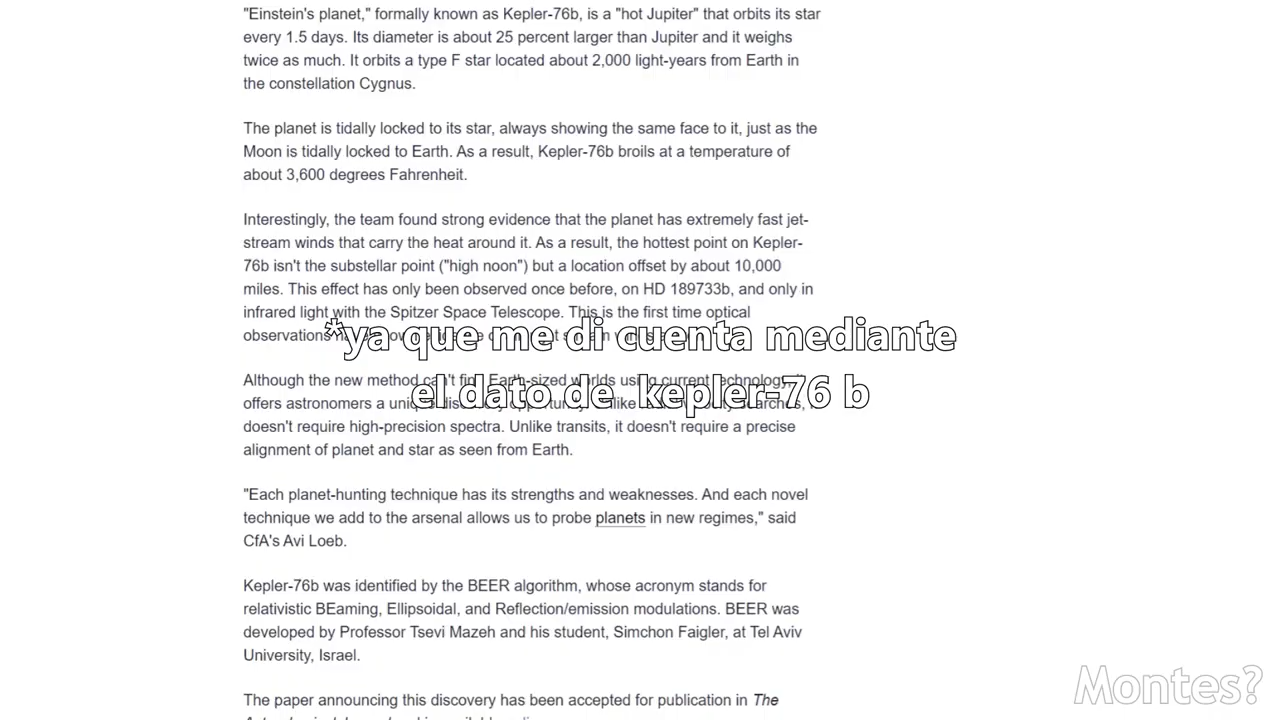 "Einstein's planet," formally known as Kepler-76b, is a "hot Jupiter" that orbits its star
every 1.5 days. Its diameter is about 25 percent larger than Jupiter and it weighs
twice as much. It orbits a type F star located about 2,000 light-years from Earth in
the constellation Cygnus.
The planet is tidally locked to its star, always showing the same face to it, just as the
Moon is tidally locked to Earth. As a result, Kepler-76b broils at a temperature of
about 3,600 degrees Fahrenheit.
Interestingly, the team found strong evidence that the planet has extremely fast jet-
stream winds that carry the heat around it. As a result, the hottest point on Kepler-
76b isn't the substellar point ("high noon") but a location offset by about 10,000
miles. This effect has only been observed once before, on HD 189733b, and only in
infrared light with the Spitzer Space Telescope. This is the first time optical
observations
*ya que me di cuenta mediante
el dato de kepler-76 b
Although the new method can't find Earth-sized worlds using current technology,
offers astronomers a unique discovery opportunity. Unlike
doesn't require high-precision spectra. Unlike transits, it doesn't require a precise
alignment of planet and star as seen from Earth.
"Each planet-hunting technique has its strengths and weaknesses. And each novel
technique we add to the arsenal allows us to probe planets in new regimes," said
CfA's Avi Loeb.
Kepler-76b was identified by the BEER algorithm, whose acronym stands for
relativistic BEaming, Ellipsoidal, and Reflection/emission modulations. BEER was
developed by Professor Tsevi Mazeh and his student, Simchon Faigler, at Tel Aviv
University, Israel.
The paper announcing this discovery has been accepted for publication in The
Montes?